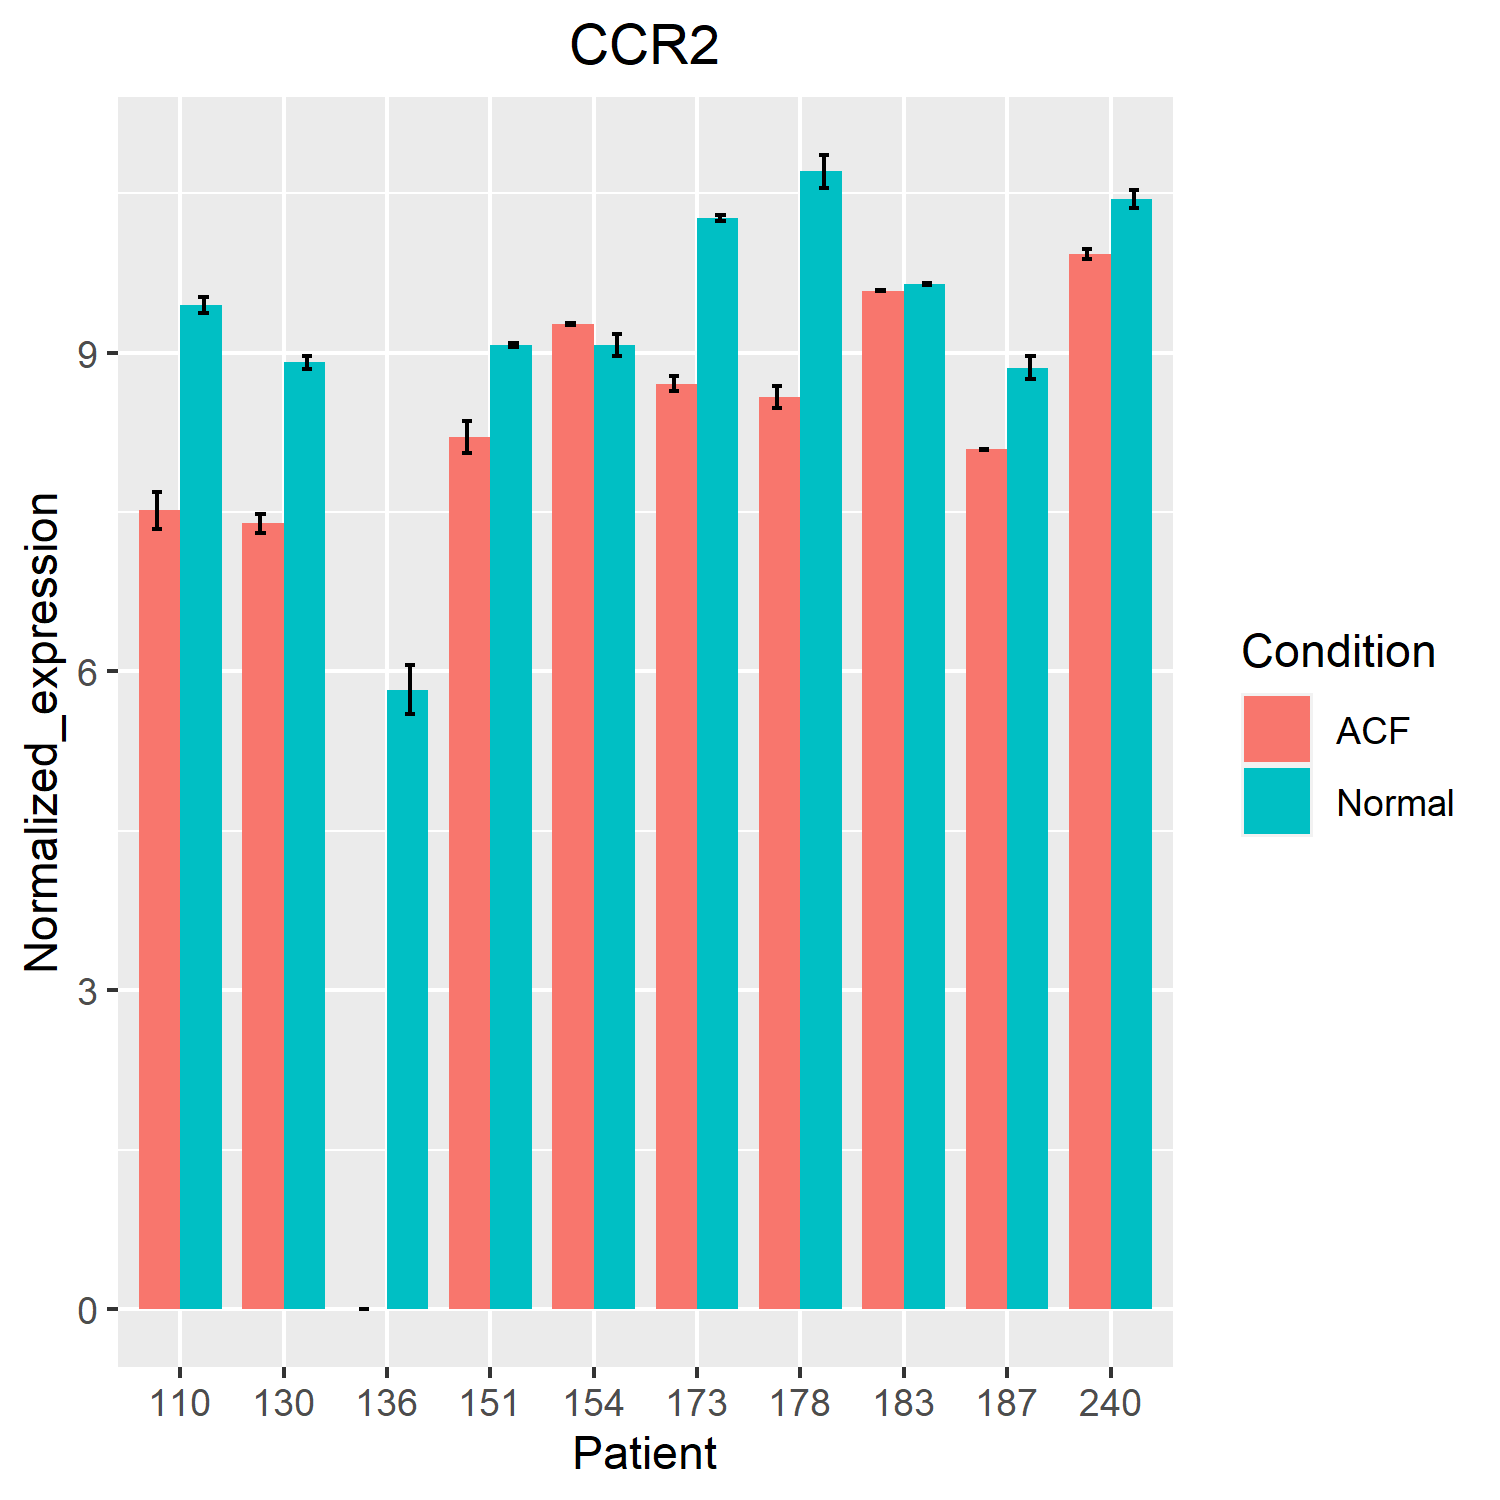 CCR2
Normalized_expression
9
6
3
0
110 130 136 151 154 173 178 183 187 240
Patient
Condition
ACF
Normal